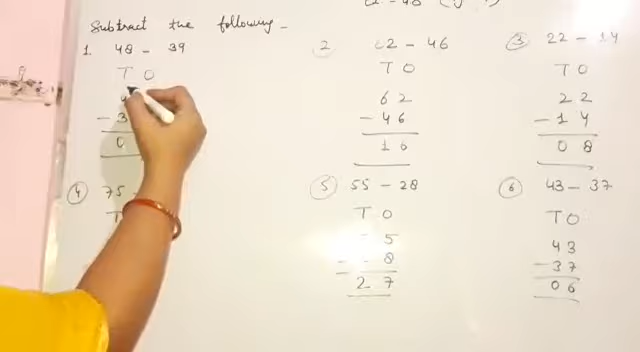 Subtract the following -
1. 48 - 39
T O
- 3
0
2 62 - 46
T O
6 2
- 4 6
1 6
3 22 - 14
T O
2 2
- 1 4
0 8
4 75 -
T
5 55 - 28
T O
5
- 8
2 7
6 43 - 37
T O
4 3
- 3 7
0 6